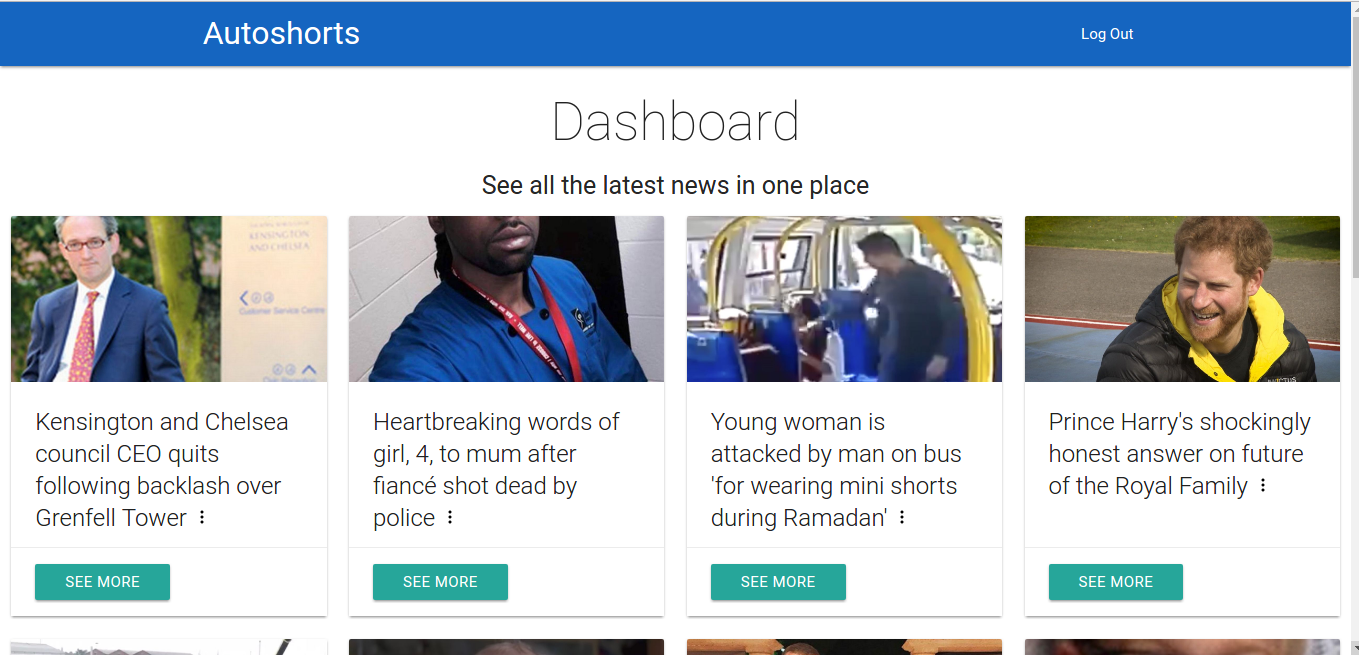 Autoshorts
Log Out
Dashboard
See all the latest news in one place
KENSINGTON
AND CHELSEA
Customer Service Centre
Kensington and Chelsea
council CEO quits
following backlash over
Grenfell Tower
SEE MORE
Heartbreaking words of
girl, 4, to mum after
fiancé shot dead by
police
SEE MORE
Young woman is
attacked by man on bus
'for wearing mini shorts
during Ramadan'
SEE MORE
INVICTUS
Prince Harry's shockingly
honest answer on future
of the Royal Family
SEE MORE